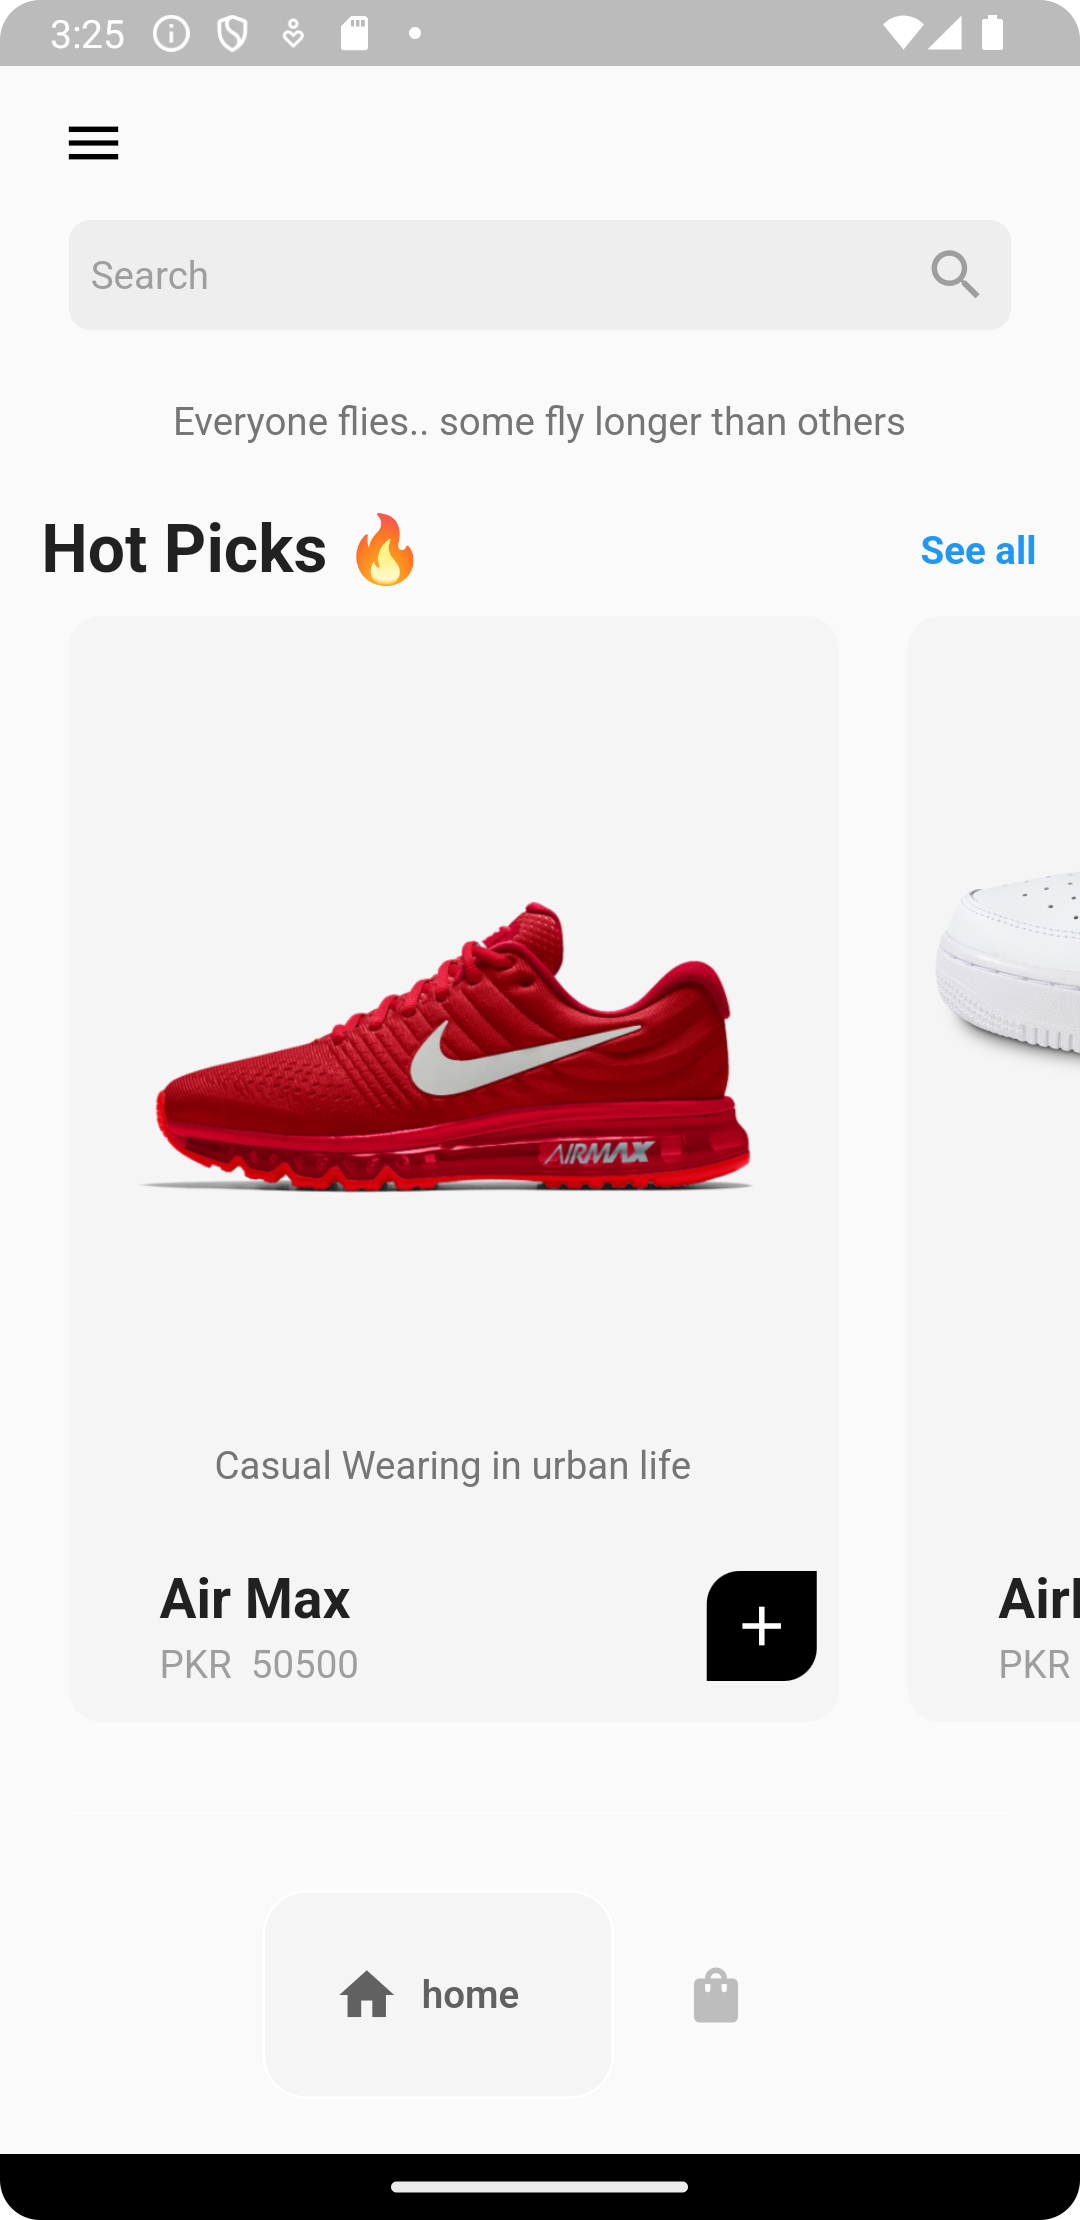 3:25
Search
Everyone flies.. some fly longer than others
Hot Picks 🔥
See all
AIRMAX
Casual Wearing in urban life
Air Max
PKR 50500
Air
PKR
home